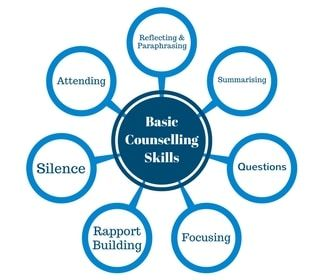 Reflecting &
Paraphrasing
Attending
Summarising
Basic
Counselling
Skills
Silence
Questions
Rapport
Building
Focusing